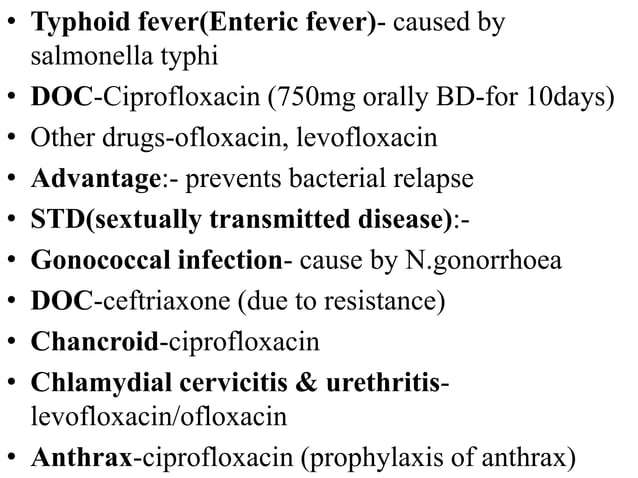 • Typhoid fever(Enteric fever)- caused by
salmonella typhi
• DOC-Ciprofloxacin (750mg orally BD-for 10days)
• Other drugs-ofloxacin, levofloxacin
• Advantage:- prevents bacterial relapse
• STD(sextually transmitted disease):-
• Gonococcal infection- cause by N.gonorrhoea
• DOC-ceftriaxone (due to resistance)
• Chancroid-ciprofloxacin
• Chlamydial cervicitis & urethritis-
levofloxacin/ofloxacin
• Anthrax-ciprofloxacin (prophylaxis of anthrax)